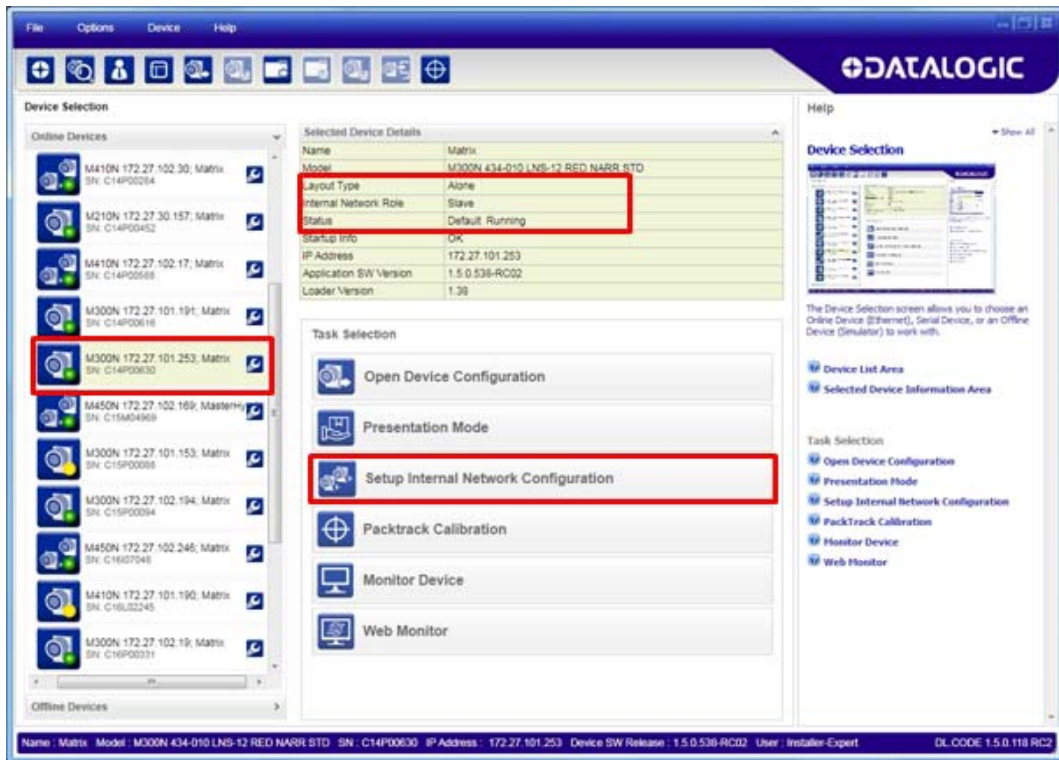 File Options Device Help
DATALOGIC
Device Selection
Online Devices
M410N 172.27.102.30; Matrix
SN: C14P00264
M210N 172.27.30.157; Matrix
SN: C14P00452
M410N 172.27.102.17; Matrix
SN: C14P00568
M300N 172.27.101.191; Matrix
SN: C14P00616
M300N 172.27.101.253; Matrix
SN: C14P00630
M450N 172.27.102.169; MasterHy
SN: C15M04969
M300N 172.27.101.153; Matrix
SN: C15P00088
M300N 172.27.102.194; Matrix
SN: C15P00094
M450N 172.27.102.246; Matrix
SN: C16I07046
M410N 172.27.101.190; Matrix
SN: C16L02245
M300N 172.27.102.19; Matrix
SN: C16P00331
Offline Devices
Selected Device Details
Name Matrix
Model M300N 434-010 LNS-12 RED NARR STD
Layout Type Alone
Internal Network Role Slave
Status Default Running
Startup Info OK
IP Address 172.27.101.253
Application SW Version 1.5.0.538-RC02
Loader Version 1.38
Task Selection
Open Device Configuration
Presentation Mode
Setup Internal Network Configuration
Packtrack Calibration
Monitor Device
Web Monitor
Help
Show All
Device Selection
The Device Selection screen allows you to choose an
Online Device (Ethernet), Serial Device, or an Offline
Device (Simulator) to work with.
Device List Area
Selected Device Information Area
Task Selection
Open Device Configuration
Presentation Mode
Setup Internal Network Configuration
PackTrack Calibration
Monitor Device
Web Monitor
Name : Matrix Model : M300N 434-010 LNS-12 RED NARR STD SN : C14P00630 IP Address : 172.27.101.253 Device SW Release : 1.5.0.538-RC02 User : Installer-Expert DL.CODE 1.5.0.118 RC2